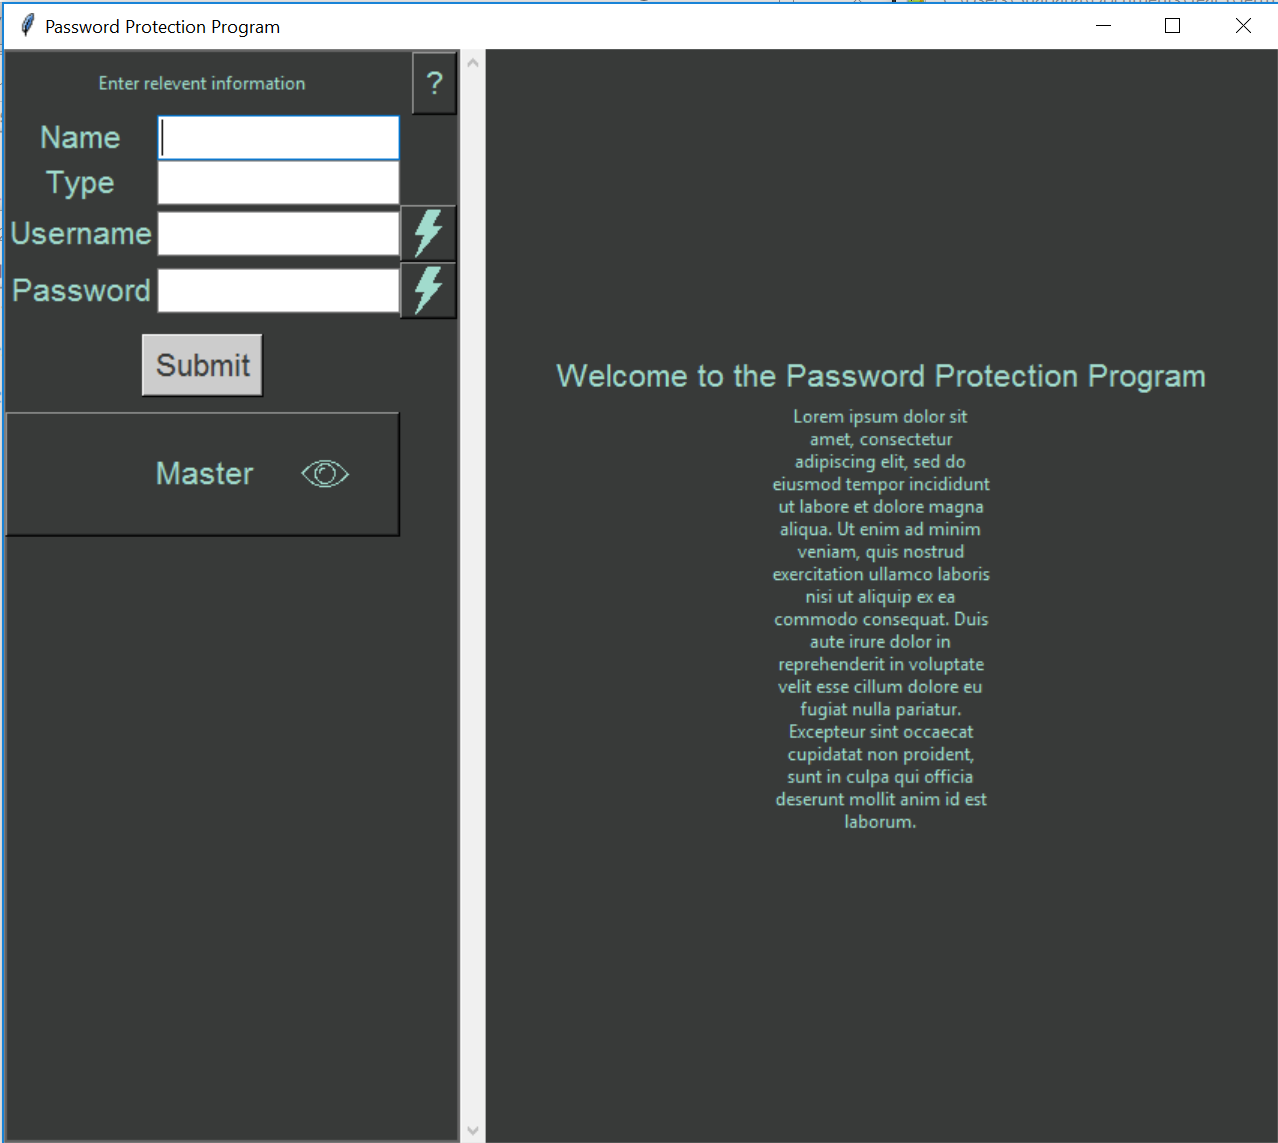 Password Protection Program
Enter relevent information
?
Name
Type
Username
Password
Submit
Master
Welcome to the Password Protection Program
Lorem ipsum dolor sit
amet, consectetur
adipiscing elit, sed do
eiusmod tempor incididunt
ut labore et dolore magna
aliqua. Ut enim ad minim
veniam, quis nostrud
exercitation ullamco laboris
nisi ut aliquip ex ea
commodo consequat. Duis
aute irure dolor in
reprehenderit in voluptate
velit esse cillum dolore eu
fugiat nulla pariatur.
Excepteur sint occaecat
cupidatat non proident,
sunt in culpa qui officia
deserunt mollit anim id est
laborum.